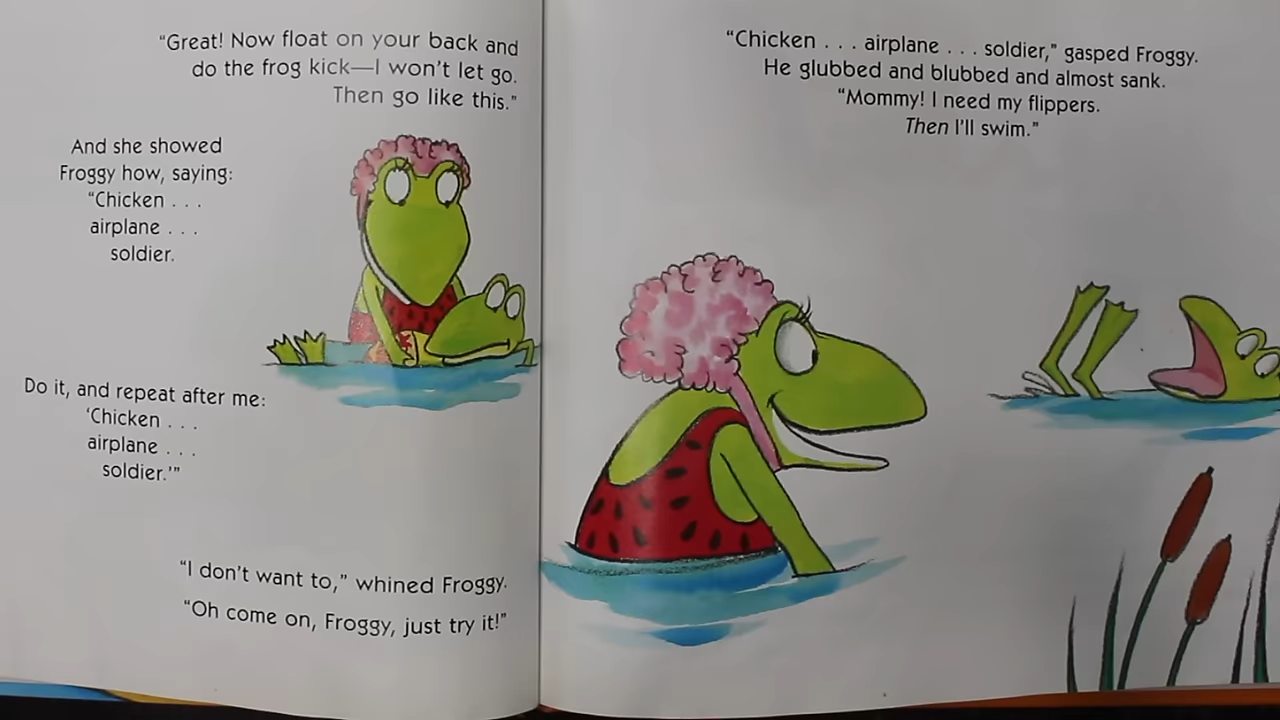 "Great! Now float on your back and
do the frog kick—I won't let go.
Then go like this."
And she showed
Froggy how, saying:
"Chicken . . .
airplane . . .
soldier.
Do it, and repeat after me:
'Chicken . . .
airplane . . .
soldier.'"
"I don't want to," whined Froggy.
"Oh come on, Froggy, just try it!"
"Chicken . . . airplane . . . soldier," gasped Froggy.
He glubbed and blubbed and almost sank.
"Mommy! I need my flippers.
Then I'll swim."